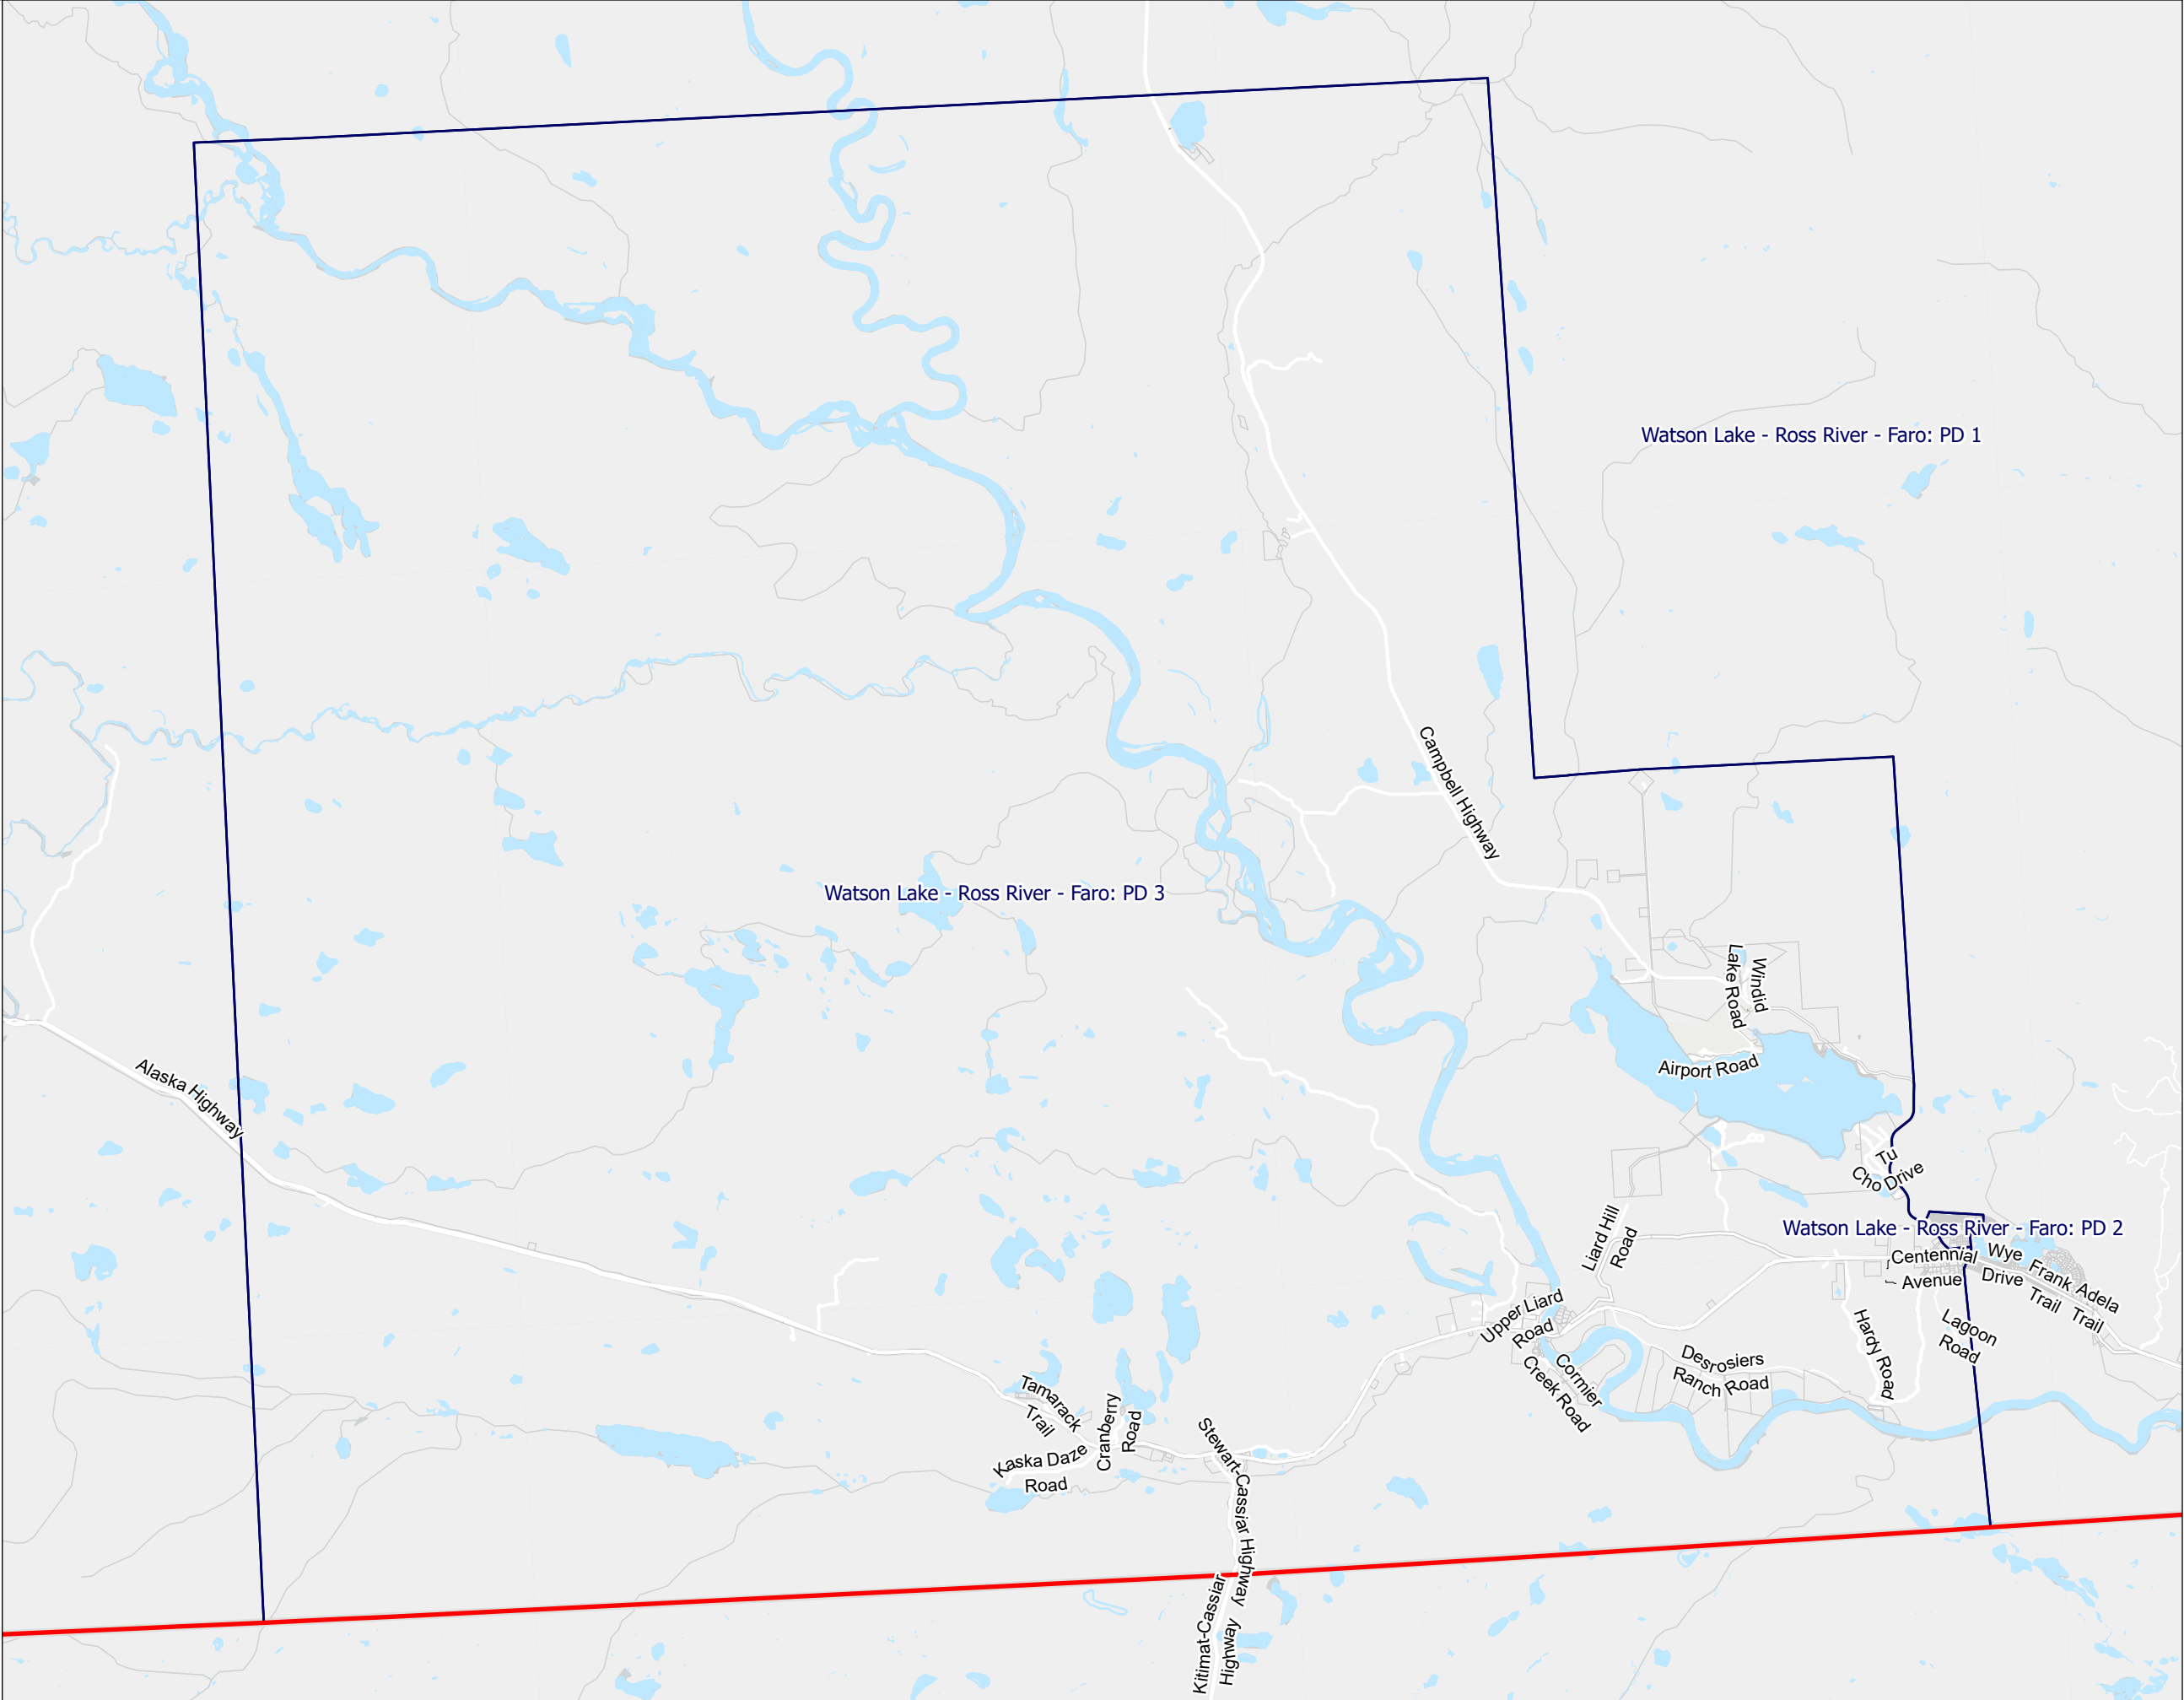 Watson Lake - Ross River - Faro: PD 1
Campbell Highway
Watson Lake - Ross River - Faro: PD 3
Windid
Lake Road
Airport Road
Alaska Highway
Tu
Cho Drive
Watson Lake - Ross River - Faro: PD 2
Liard Hill
Road
Centennial
Avenue
Wye
Drive
Frank
Trail
Adela
Trail
Upper Liard
Road
Hardy Road
Lagoon
Road
Desrosiers
Ranch Road
Cormier
Creek Road
Tamarack
Trail
Cranberry
Road
Kaska Daze
Road
Stewart-Cassiar Highway
Kitimat-Cassiar
Highway